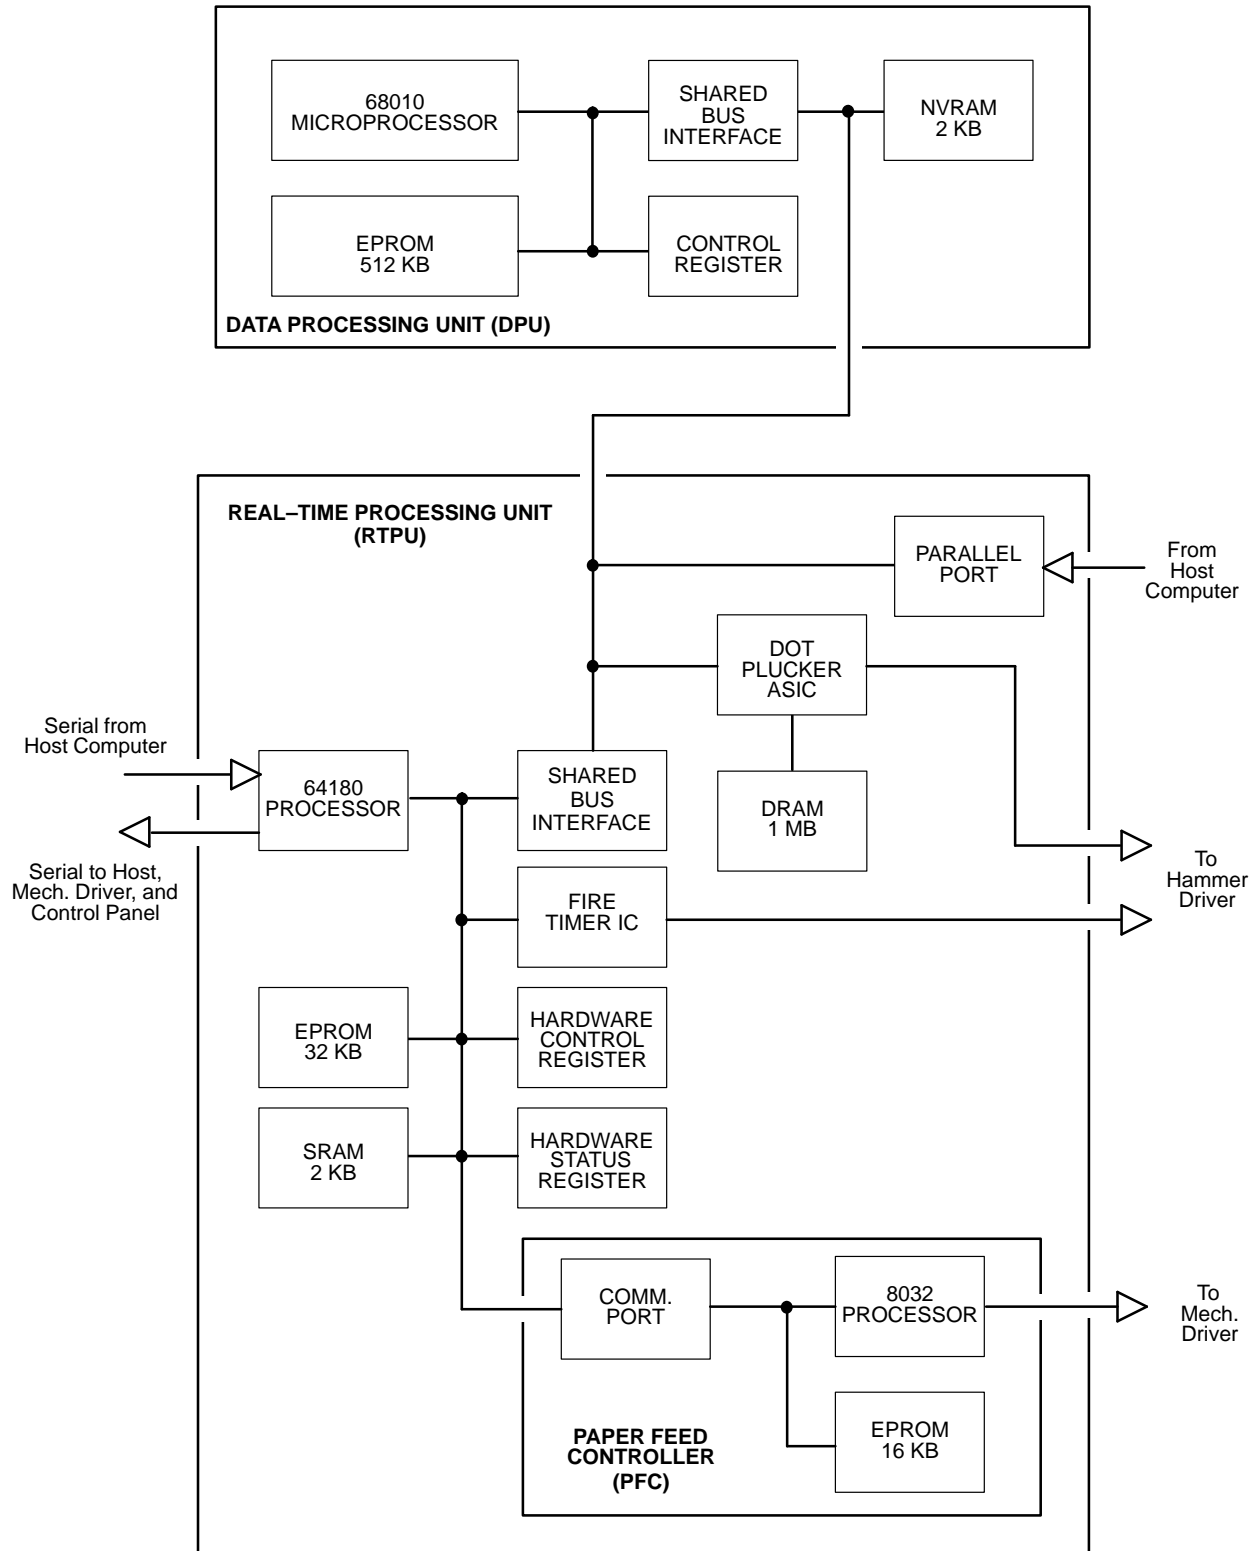 68010
MICROPROCESSOR
SHARED
BUS
INTERFACE
NVRAM
2 KB
EPROM
512 KB
CONTROL
REGISTER
DATA PROCESSING UNIT (DPU)
REAL–TIME PROCESSING UNIT
(RTPU)
PARALLEL
PORT
From
Host
Computer
DOT
PLUCKER
ASIC
Serial from
Host Computer
64180
PROCESSOR
SHARED
BUS
INTERFACE
DRAM
1 MB
Serial to Host,
Mech. Driver, and
Control Panel
To
Hammer
Driver
FIRE
TIMER IC
EPROM
32 KB
HARDWARE
CONTROL
REGISTER
SRAM
2 KB
HARDWARE
STATUS
REGISTER
COMM.
PORT
8032
PROCESSOR
To
Mech.
Driver
EPROM
16 KB
PAPER FEED
CONTROLLER
(PFC)